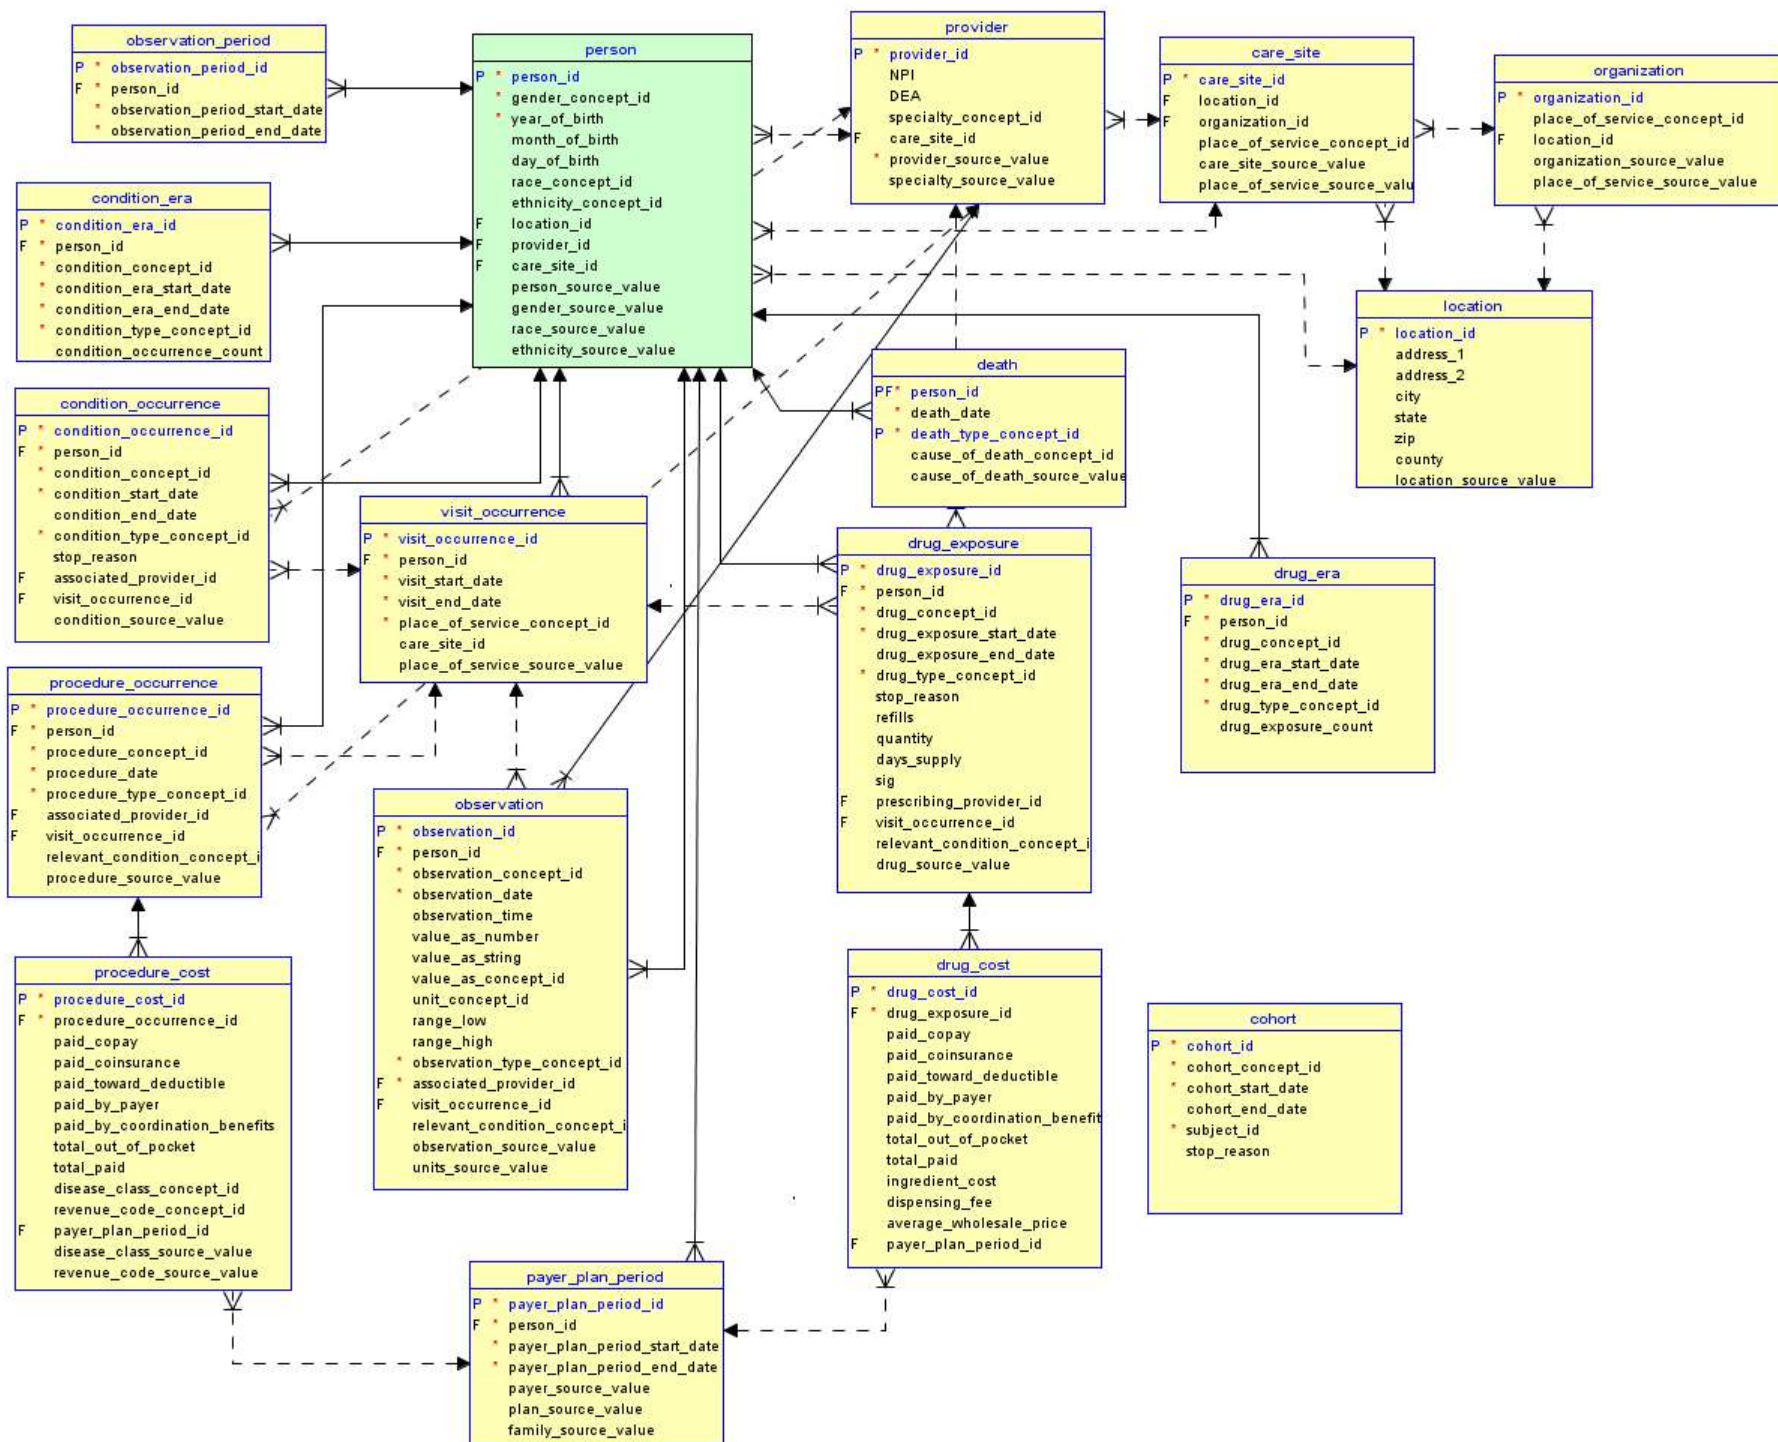 observation_period
P * observation_period_id
F * person_id
* observation_period_start_date
* observation_period_end_date
person
P * person_id
* gender_concept_id
* year_of_birth
month_of_birth
day_of_birth
race_concept_id
ethnicity_concept_id
F location_id
F provider_id
F care_site_id
person_source_value
gender_source_value
race_source_value
ethnicity_source_value
provider
P * provider_id
NPI
DEA
specialty_concept_id
F care_site_id
* provider_source_value
specialty_source_value
care_site
P * care_site_id
F location_id
F organization_id
place_of_service_concept_id
care_site_source_value
place_of_service_source_valu
organization
P * organization_id
place_of_service_concept_id
F location_id
organization_source_value
place_of_service_source_value
condition_era
P * condition_era_id
F * person_id
* condition_concept_id
* condition_era_start_date
* condition_era_end_date
* condition_type_concept_id
condition_occurrence_count
location
P * location_id
address_1
address_2
city
state
zip
county
location_source_value
death
PF* person_id
* death_date
P * death_type_concept_id
cause_of_death_concept_id
cause_of_death_source_value
condition_occurrence
P * condition_occurrence_id
F * person_id
* condition_concept_id
* condition_start_date
condition_end_date
* condition_type_concept_id
stop_reason
F associated_provider_id
F visit_occurrence_id
condition_source_value
visit_occurrence
P * visit_occurrence_id
F * person_id
* visit_start_date
* visit_end_date
* place_of_service_concept_id
care_site_id
place_of_service_source_value
drug_exposure
P * drug_exposure_id
F * person_id
* drug_concept_id
* drug_exposure_start_date
drug_exposure_end_date
* drug_type_concept_id
stop_reason
refills
quantity
days_supply
sig
F prescribing_provider_id
F visit_occurrence_id
relevant_condition_concept_i
drug_source_value
drug_era
P * drug_era_id
F * person_id
* drug_concept_id
* drug_era_start_date
* drug_era_end_date
* drug_type_concept_id
drug_exposure_count
procedure_occurrence
P * procedure_occurrence_id
F * person_id
* procedure_concept_id
* procedure_date
* procedure_type_concept_id
F associated_provider_id
F visit_occurrence_id
relevant_condition_concept_i
procedure_source_value
observation
P * observation_id
F * person_id
* observation_concept_id
* observation_date
observation_time
value_as_number
value_as_string
value_as_concept_id
unit_concept_id
range_low
range_high
* observation_type_concept_id
F * associated_provider_id
F visit_occurrence_id
relevant_condition_concept_i
observation_source_value
units_source_value
procedure_cost
P * procedure_cost_id
F * procedure_occurrence_id
paid_copay
paid_coinsurance
paid_toward_deductible
paid_by_payer
paid_by_coordination_benefits
total_out_of_pocket
total_paid
disease_class_concept_id
revenue_code_concept_id
F payer_plan_period_id
disease_class_source_value
revenue_code_source_value
drug_cost
P * drug_cost_id
F * drug_exposure_id
paid_copay
paid_coinsurance
paid_toward_deductible
paid_by_payer
paid_by_coordination_benefit
total_out_of_pocket
total_paid
ingredient_cost
dispensing_fee
average_wholesale_price
F payer_plan_period_id
cohort
P * cohort_id
* cohort_concept_id
* cohort_start_date
cohort_end_date
* subject_id
stop_reason
payer_plan_period
P * payer_plan_period_id
F * person_id
* payer_plan_period_start_date
* payer_plan_period_end_date
payer_source_value
plan_source_value
family_source_value